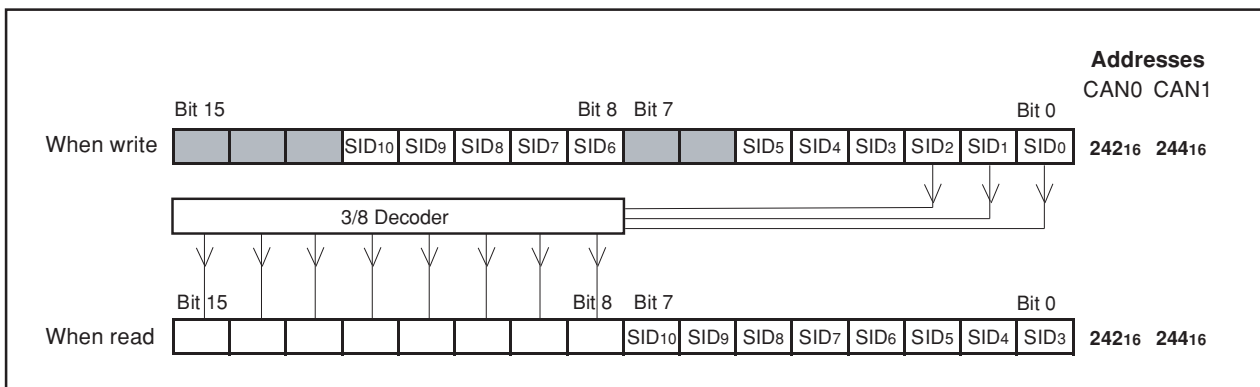 Addresses
CAN0 CAN1
Bit 15 Bit 8 Bit 7 Bit 0
When write SID10 SID9 SID8 SID7 SID6 SID5 SID4 SID3 SID2 SID1 SID0 24216 24416
3/8 Decoder
Bit 15 Bit 8 Bit 7 Bit 0
When read SID10 SID9 SID8 SID7 SID6 SID5 SID4 SID3 24216 24416